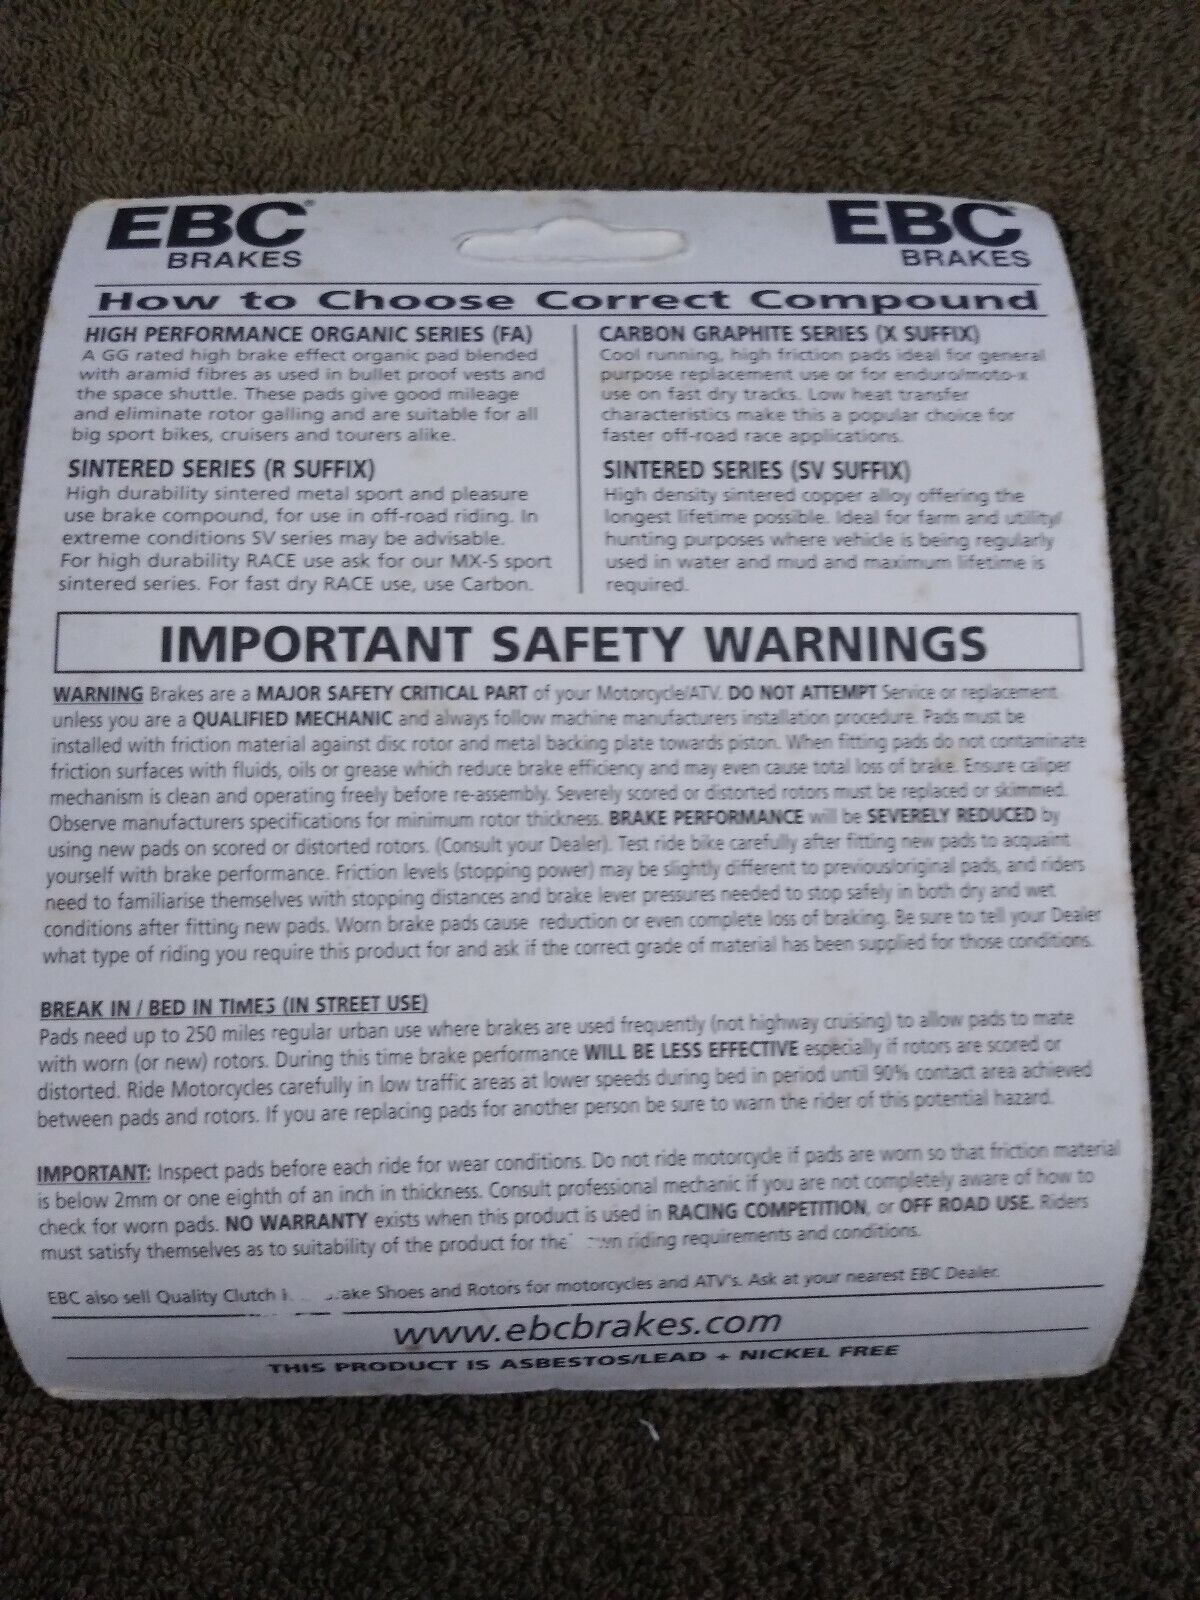 EBC® EBC
BRAKES BRAKES
How to Choose Correct Compound
HIGH PERFORMANCE ORGANIC SERIES (FA)
A GG rated high brake effect organic pad blended
with aramid fibres as used in bullet proof vests and
the space shuttle. These pads give good mileage
and eliminate rotor galling and are suitable for all
big sport bikes, cruisers and tourers alike.
SINTERED SERIES (R SUFFIX)
High durability sintered metal sport and pleasure
use brake compound, for use in off-road riding. In
extreme conditions SV series may be advisable.
For high durability RACE use ask for our MX-S sport
sintered series. For fast dry RACE use, use Carbon.
CARBON GRAPHITE SERIES (X SUFFIX)
Cool running, high friction pads ideal for general
purpose replacement use or for enduro/moto-x
use on fast dry tracks. Low heat transfer
characteristics make this a popular choice for
faster off-road race applications.
SINTERED SERIES (SV SUFFIX)
High density sintered copper alloy offering the
longest lifetime possible. Ideal for farm and utility/
hunting purposes where vehicle is being regularly
used in water and mud and maximum lifetime is
required.
IMPORTANT SAFETY WARNINGS
WARNING Brakes are a MAJOR SAFETY CRITICAL PART of your Motorcycle/ATV. DO NOT ATTEMPT Service or replacement
unless you are a QUALIFIED MECHANIC and always follow machine manufacturers installation procedure. Pads must be
installed with friction material against disc rotor and metal backing plate towards piston. When fitting pads do not contaminate
friction surfaces with fluids, oils or grease which reduce brake efficiency and may even cause total loss of brake. Ensure caliper
mechanism is clean and operating freely before re-assembly. Severely scored or distorted rotors must be replaced or skimmed.
Observe manufacturers specifications for minimum rotor thickness. BRAKE PERFORMANCE will be SEVERELY REDUCED by
using new pads on scored or distorted rotors. (Consult your Dealer). Test ride bike carefully after fitting new pads to acquaint
yourself with brake performance. Friction levels (stopping power) may be slightly different to previous/original pads, and riders
need to familiarise themselves with stopping distances and brake lever pressures needed to stop safely in both dry and wet
conditions after fitting new pads. Worn brake pads cause reduction or even complete loss of braking. Be sure to tell your Dealer
what type of riding you require this product for and ask if the correct grade of material has been supplied for those conditions.
BREAK IN / BED IN TIMES (IN STREET USE)
Pads need up to 250 miles regular urban use where brakes are used frequently (not highway cruising) to allow pads to mate
with worn (or new) rotors. During this time brake performance WILL BE LESS EFFECTIVE especially if rotors are scored or
distorted. Ride Motorcycles carefully in low traffic areas at lower speeds during bed in period until 90% contact area achieved
between pads and rotors. If you are replacing pads for another person be sure to warn the rider of this potential hazard.
IMPORTANT: Inspect pads before each ride for wear conditions. Do not ride motorcycle if pads are worn so that friction material
is below 2mm or one eighth of an inch in thickness. Consult professional mechanic if you are not completely aware of how to
check for worn pads. NO WARRANTY exists when this product is used in RACING COMPETITION, or OFF ROAD USE. Riders
must satisfy themselves as to suitability of the product for riding requirements and conditions.
EBC also sell Quality Clutch Shoes and Rotors for motorcycles and ATV's. Ask at your nearest EBC Dealer.
www.ebcbrakes.com
THIS PRODUCT IS ASBESTOS/LEAD + NICKEL FREE